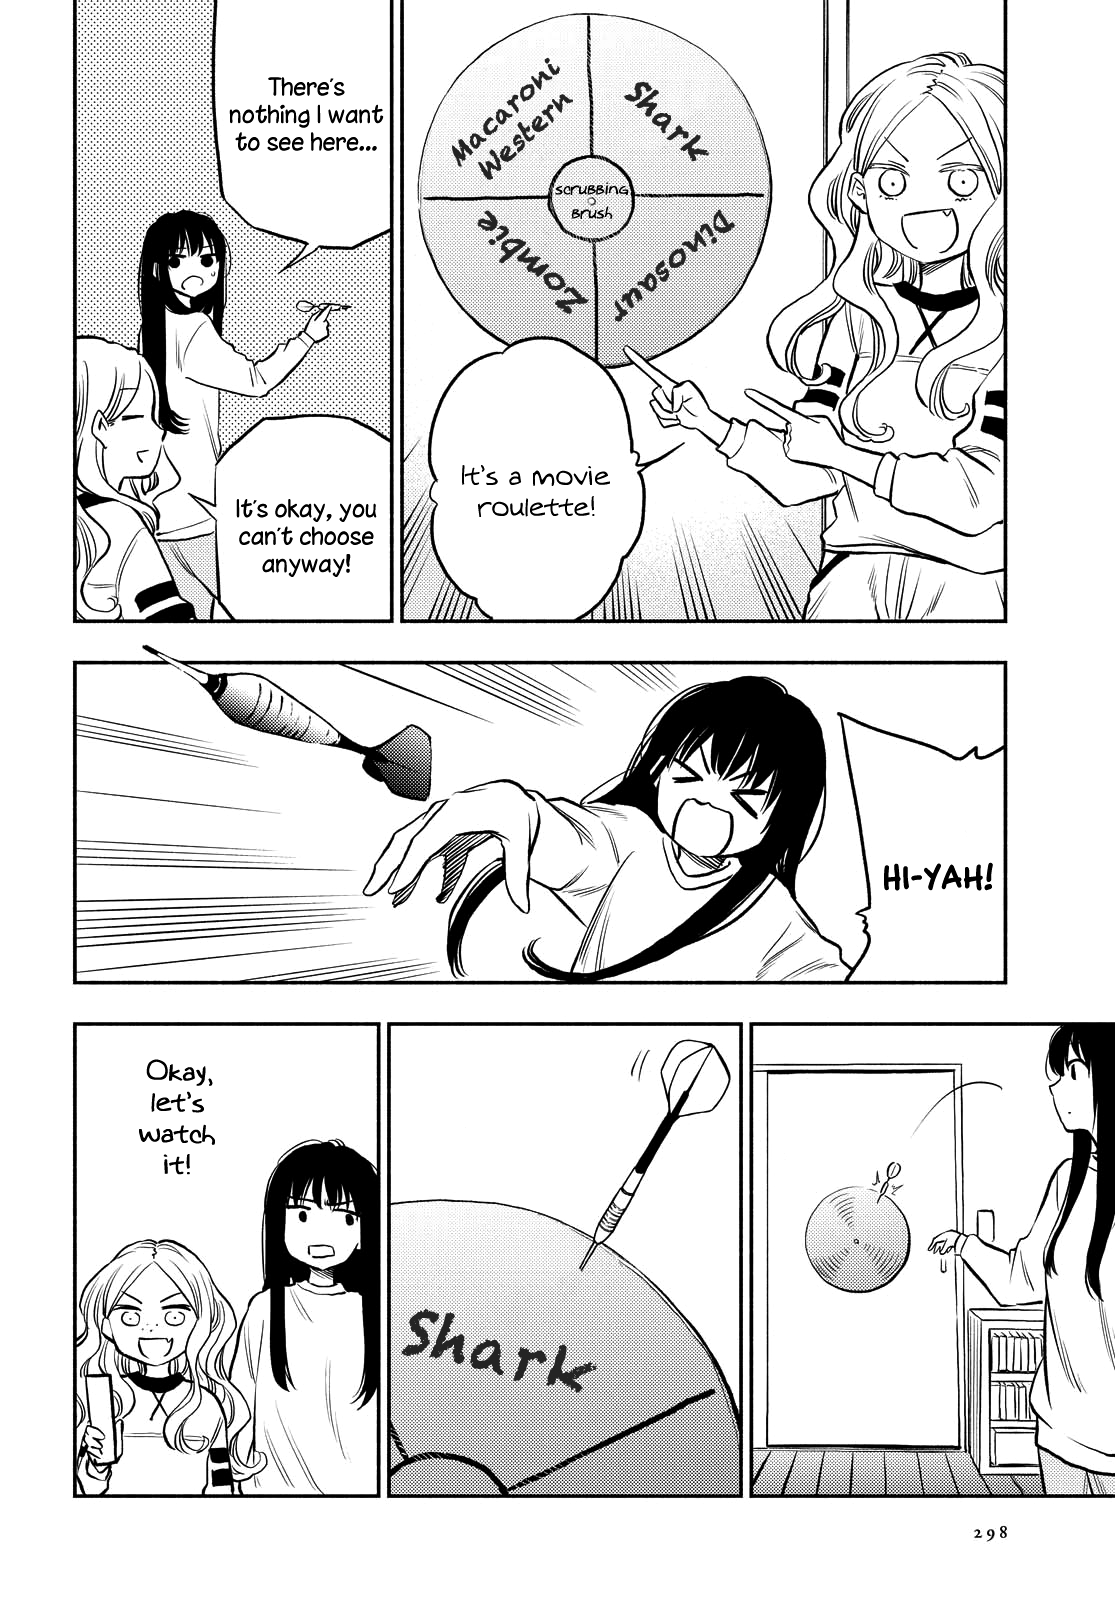 Macaroni
Western
Shark
Scrubbing
Brush
Zombie
Dinosaur
It's a movie
roulette!
There's
nothing I want
to see here...
It's okay, you
can't choose
anyway!
HI-YAH!
Shark
Okay,
let's
watch
it!
298